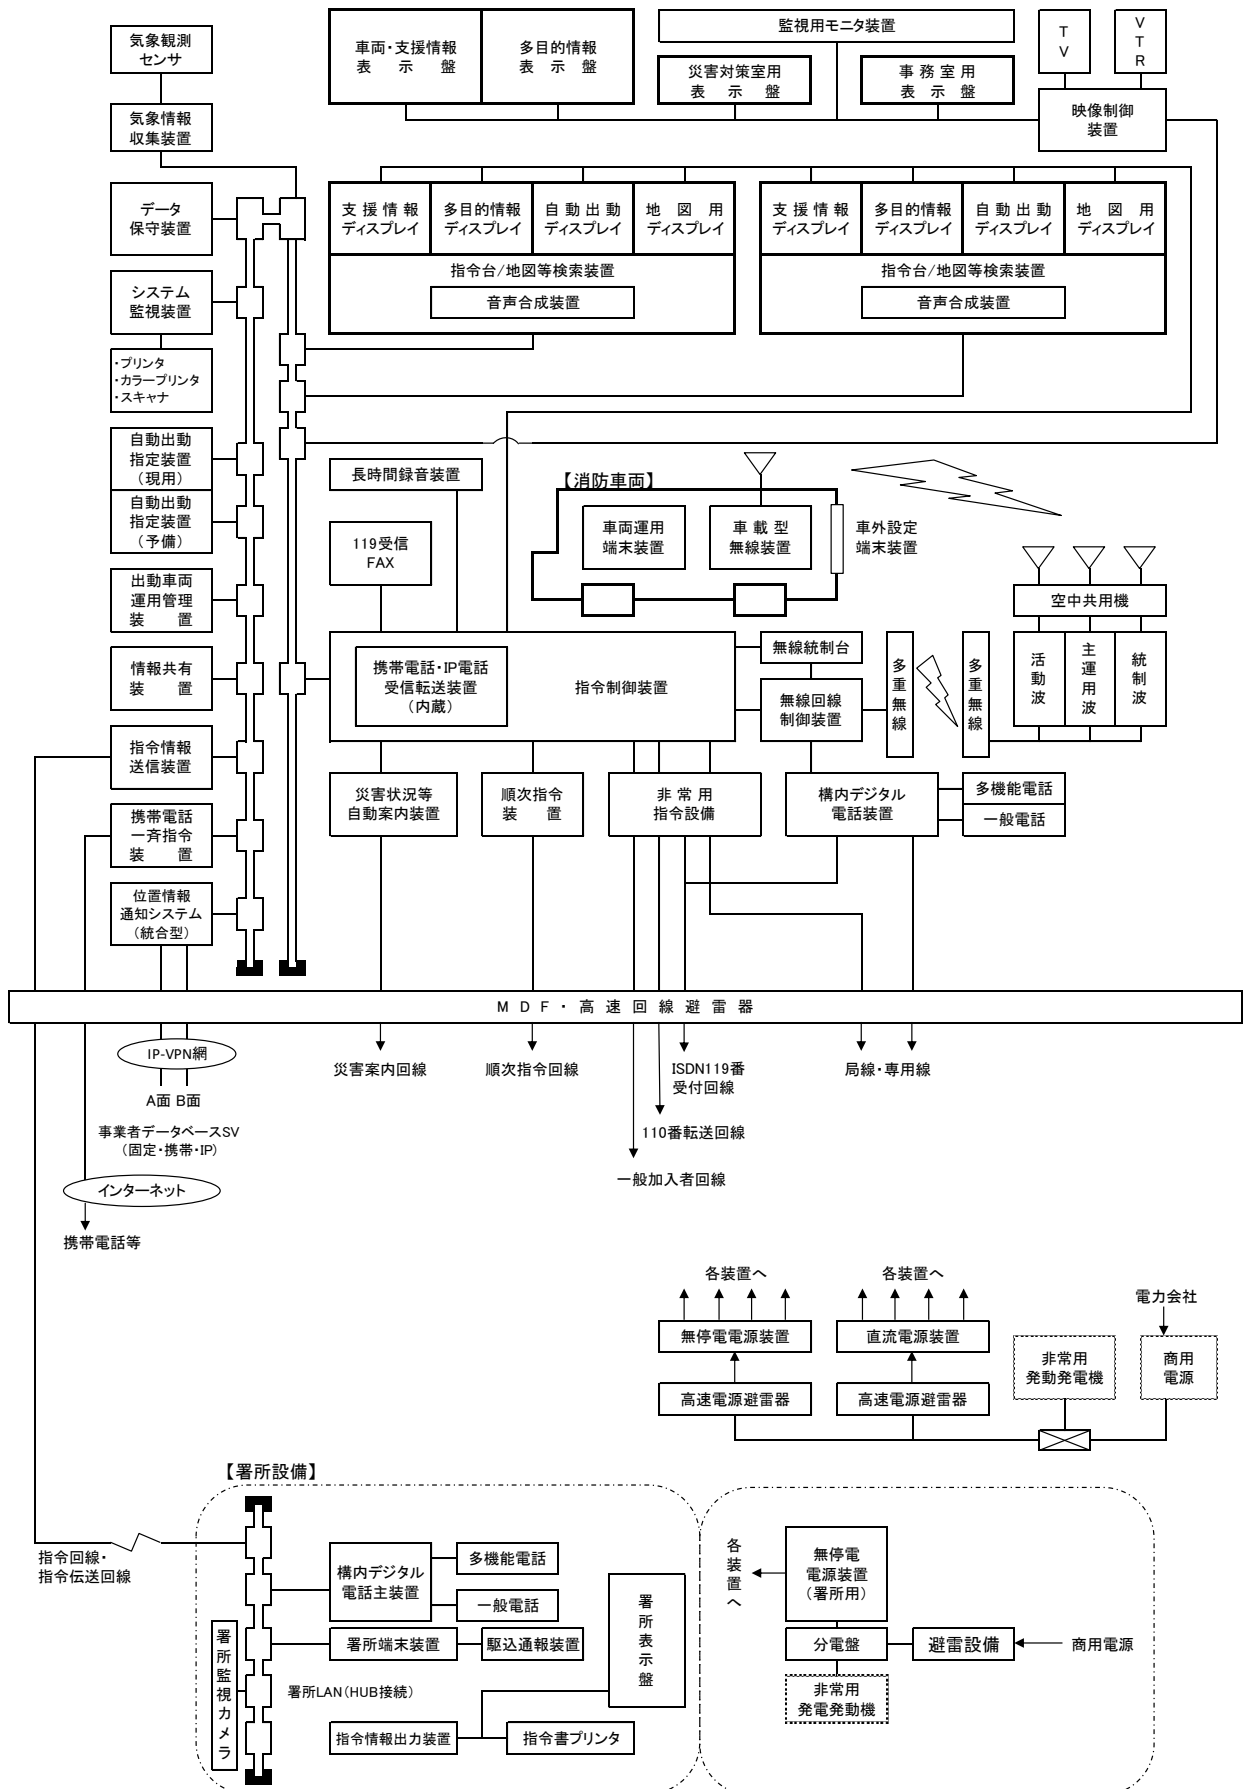 気象観測
センサ
気象情報
収集装置
車両・支援情報
表示盤
多目的情報
表示盤
監視用モニタ装置
災害対策室用
表示盤
事務室用
表示盤
TV
VTR
映像制御
装置
データ
保守装置
システム
監視装置
・プリンタ
・カラープリンタ
・スキャナ
支援情報
ディスプレイ
多目的情報
ディスプレイ
自動出動
ディスプレイ
地図用
ディスプレイ
指令台/地図等検索装置
音声合成装置
支援情報
ディスプレイ
多目的情報
ディスプレイ
自動出動
ディスプレイ
地図用
ディスプレイ
指令台/地図等検索装置
音声合成装置
自動出動
指定装置
(現用)
自動出動
指定装置
(予備)
出動車両
運用管理
装置
情報共有
装置
指令情報
送信装置
携帯電話
一斉指令
装置
位置情報
通知システム
(統合型)
長時間録音装置
119受信
FAX
【消防車両】
車両運用
端末装置
車載型
無線装置
車外設定
端末装置
空中共用機
活動波
主運用波
統制波
携帯電話・IP電話
受信転送装置
(内蔵)
指令制御装置
無線統制台
無線回線
制御装置
多重無線
多重無線
災害状況等
自動案内装置
順次指令
装置
非常用
指令設備
構内デジタル
電話装置
多機能電話
一般電話
MDF・高速回線避雷器
IP-VPN網
A面 B面
事業者データベースSV
(固定・携帯・IP)
インターネット
携帯電話等
災害案内回線
順次指令回線
ISDN119番
受付回線
局線・専用線
110番転送回線
一般加入者回線
各装置へ
各装置へ
電力会社
無停電電源装置
直流電源装置
非常用
発動発電機
商用
電源
高速電源避雷器
高速電源避雷器
【署所設備】
指令回線・
指令伝送回線
構内デジタル
電話主装置
多機能電話
一般電話
署所端末装置
駆込通報装置
署所表示盤
署所監視カメラ
署所LAN(HUB接続)
指令情報出力装置
指令書プリンタ
各装置へ
無停電
電源装置
(署所用)
分電盤
避雷設備
商用電源
非常用
発電発動機